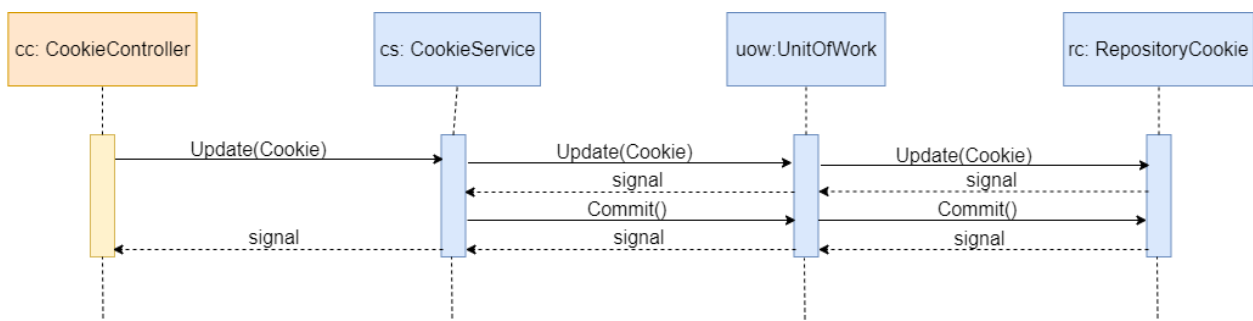 cc: CookieController
cs: CookieService
uow:UnitOfWork
rc: RepositoryCookie
Update(Cookie)
Update(Cookie)
Update(Cookie)
signal
signal
Commit()
Commit()
signal
signal
signal